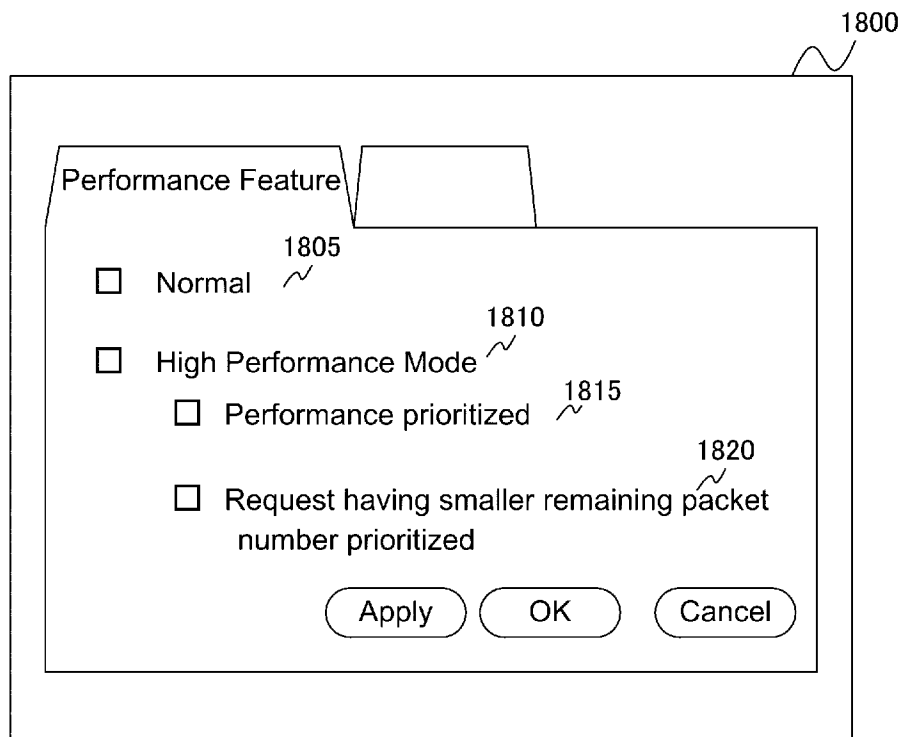 1800
Performance Feature
1805
Normal
1810
High Performance Mode
1815
Performance prioritized
1820
Request having smaller remaining packet
number prioritized
Apply OK Cancel